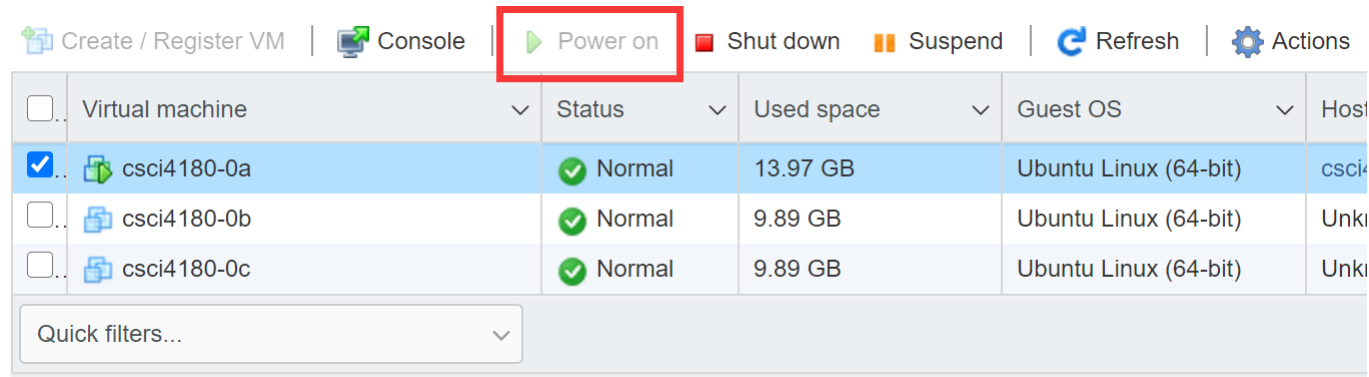 Create / Register VM Console Power on Shut down Suspend Refresh Actions
Virtual machine Status Used space Guest OS Host
csci4180-0a Normal 13.97 GB Ubuntu Linux (64-bit)
csci4180-0b Normal 9.89 GB Ubuntu Linux (64-bit)
csci4180-0c Normal 9.89 GB Ubuntu Linux (64-bit)
Quick filters...